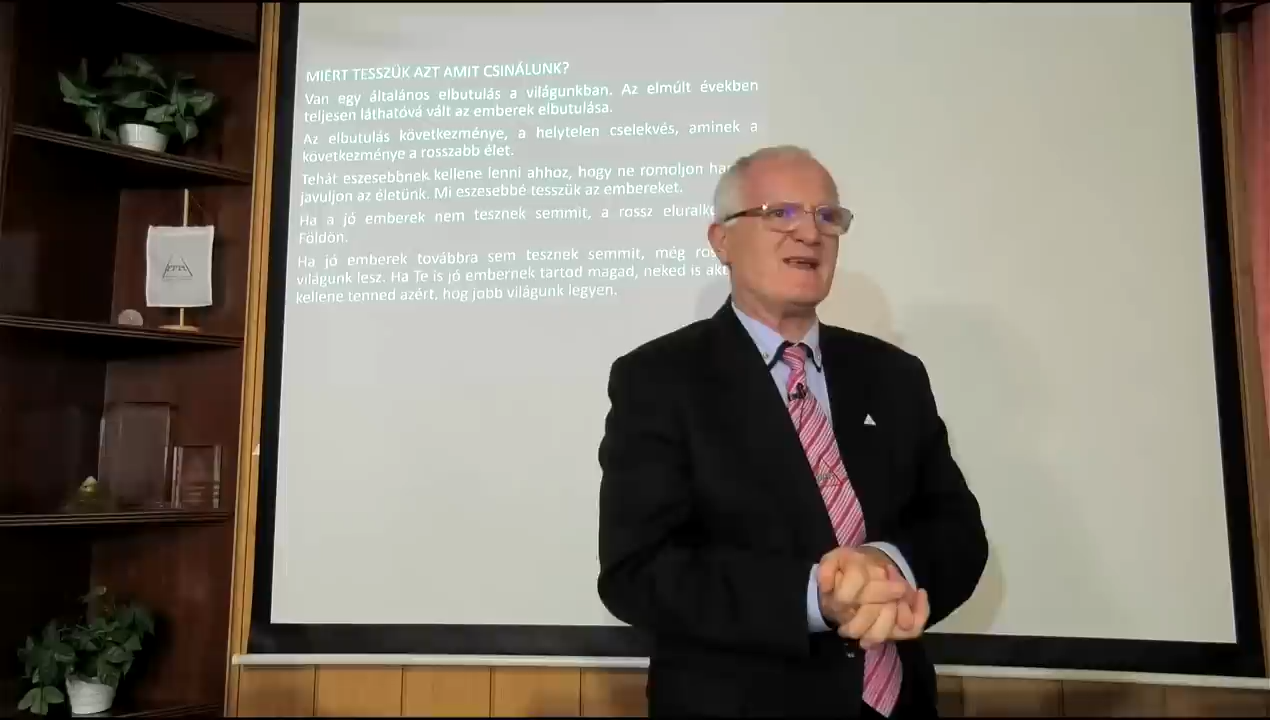 MIÉRT TESSZÜK AZT AMIT CSINÁLUNK?
Van egy általános elbutulás a világunkban. Az elmúlt években
teljesen láthatóvá vált az emberek elbutulása.
Az elbutulás következménye, a helytelen cselekvés, aminek a
következménye a rosszabb élet.
Tehát eszesebbnek kellene lenni ahhoz, hogy ne romoljon
javuljon az életünk. Mi eszesebbé tesszük az embereket.
Ha a jó emberek nem tesznek semmit, a rossz
Földön.
Ha jó emberek továbbra sem tesznek semmit, még
világunk lesz. Ha Te is jó embernek tartod magad, neked is
kellene tenned azért, hog jobb világunk legyen.